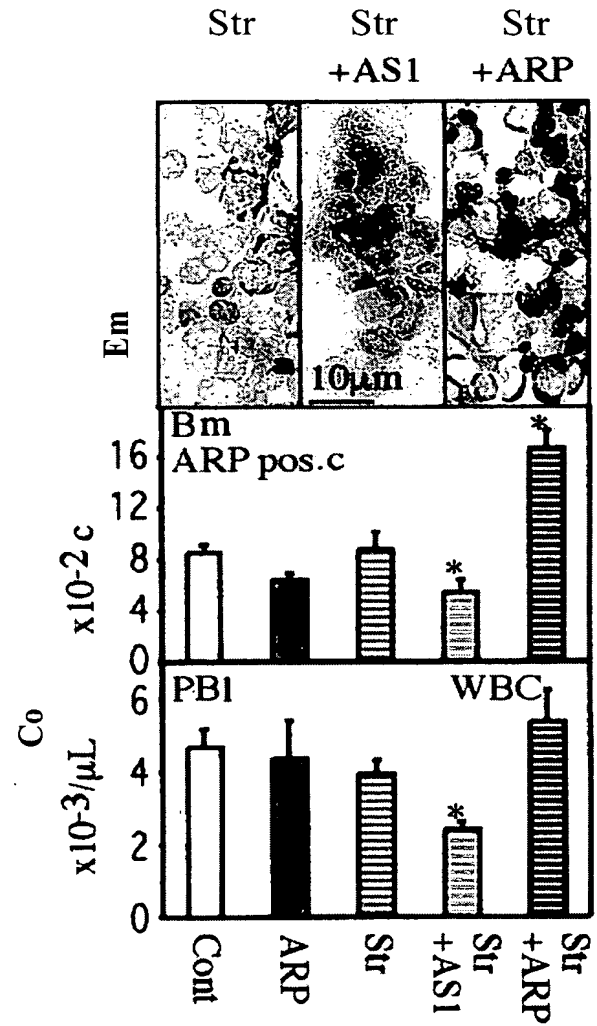 Str Str Str
+AS1 +ARP
Em
10μm
Bm
ARP pos.c
*
16
12
8
4
0
x10-2 c
*
PB1 WBC
6
4
2
0
Co
x10-3/μL
*
Cont ARP Str Str +AS1 Str +ARP